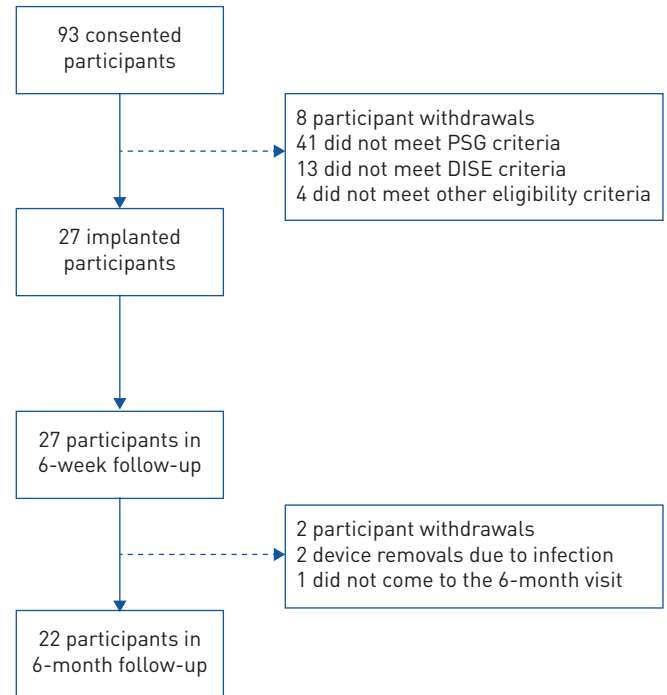 93 consented
participants
8 participant withdrawals
41 did not meet PSG criteria
13 did not meet DISE criteria
4 did not meet other eligibility criteria
27 implanted
participants
27 participants in
6-week follow-up
2 participant withdrawals
2 device removals due to infection
1 did not come to the 6-month visit
22 participants in
6-month follow-up